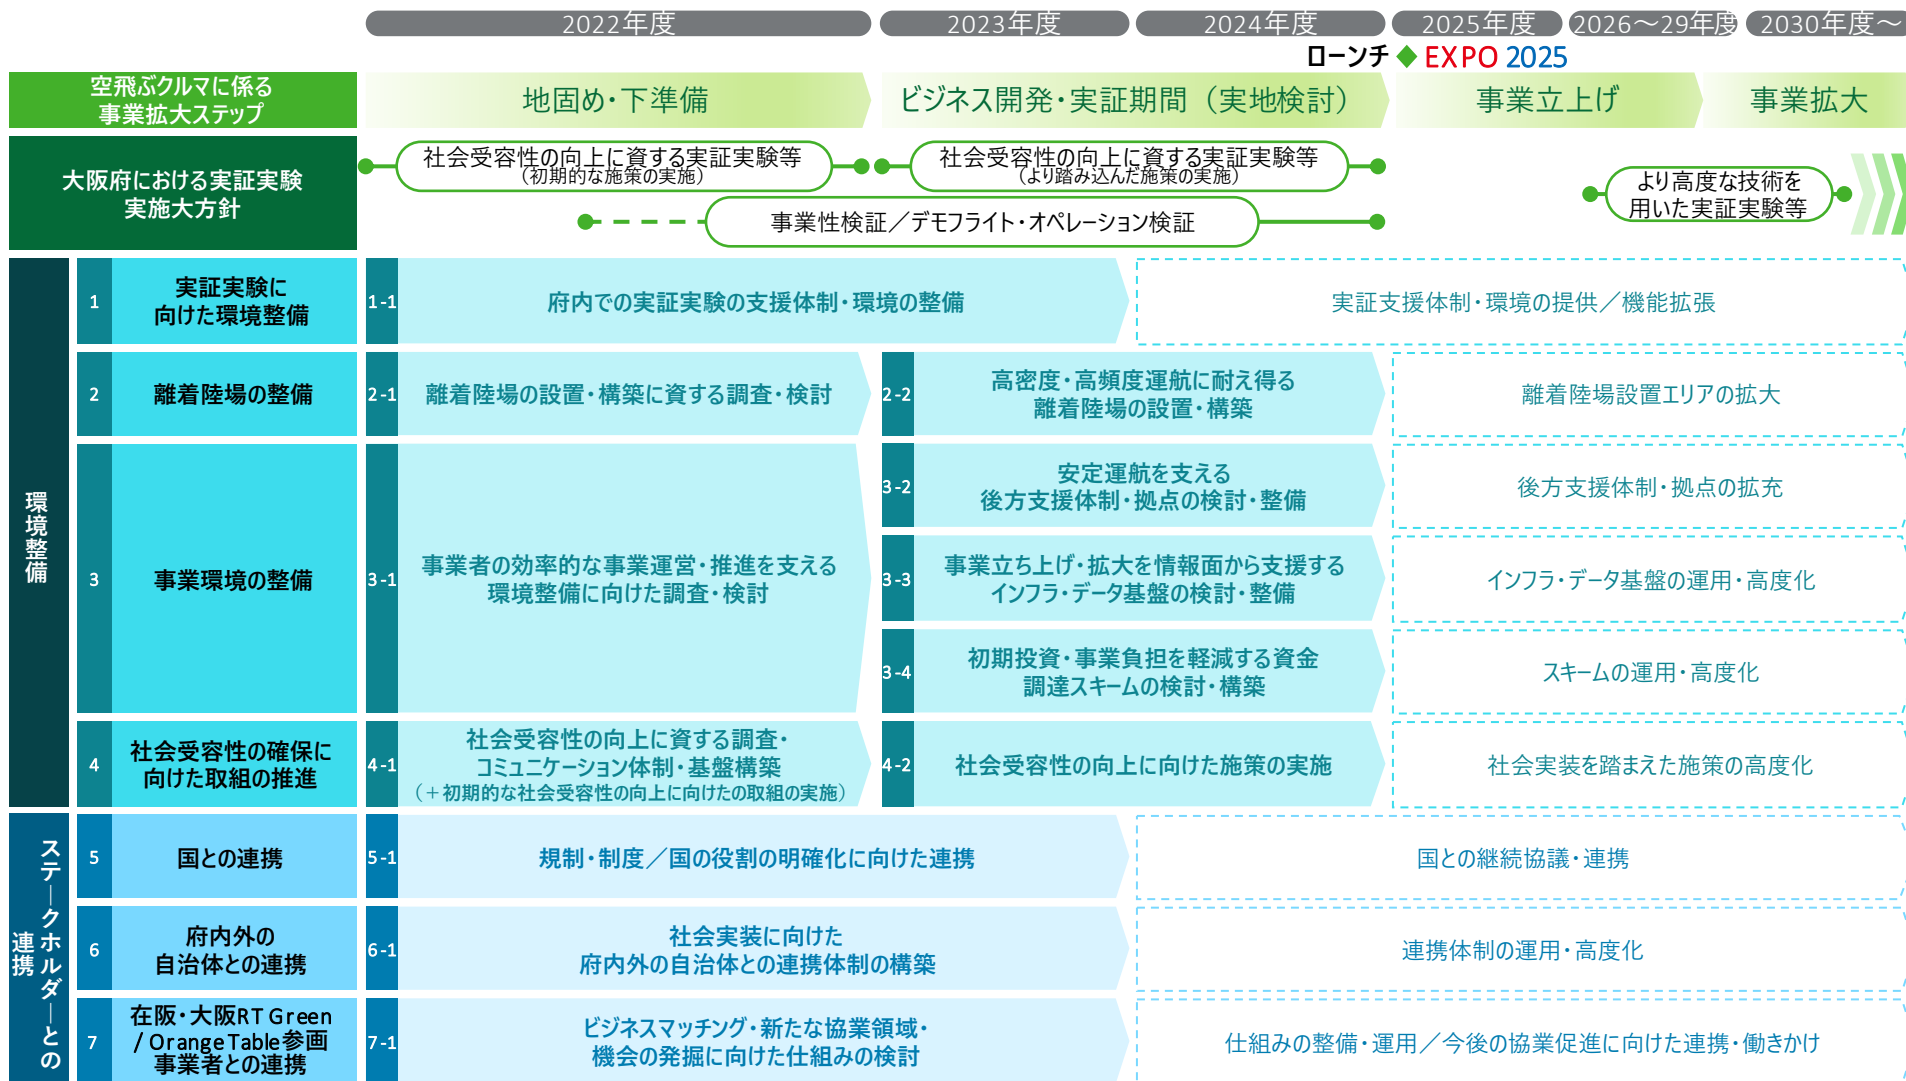 2022年度
2023年度
2024年度
2025年度
2026～29年度
2030年度～
ローンチ◆EXPO 2025
空飛ぶクルマに係る
事業拡大ステップ
地固め・下準備
ビジネス開発・実証期間（実地検討）
事業立上げ
事業拡大
大阪府における実証実験
実施大方針
社会受容性の向上に資する実証実験等
（初期的な施策の実施）
社会受容性の向上に資する実証実験等
（より踏み込んだ施策の実施）
事業性検証／デモフライト・オペレーション検証
より高度な技術を
用いた実証実験等
環境整備
1
実証実験に
向けた環境整備
1-1
府内での実証実験の支援体制・環境の整備
実証支援体制・環境の提供／機能拡張
2
離着陸場の整備
2-1
離着陸場の設置・構築に資する調査・検討
2-2
高密度・高頻度運航に耐え得る
離着陸場の設置・構築
離着陸場設置エリアの拡大
3
事業環境の整備
3-1
事業者の効率的な事業運営・推進を支える
環境整備に向けた調査・検討
3-2
安定運航を支える
後方支援体制・拠点の検討・整備
後方支援体制・拠点の拡充
3-3
事業立ち上げ・拡大を情報面から支援する
インフラ・データ基盤の検討・整備
インフラ・データ基盤の運用・高度化
3-4
初期投資・事業負担を軽減する資金
調達スキームの検討・構築
スキームの運用・高度化
4
社会受容性の確保に
向けた取組の推進
4-1
社会受容性の向上に資する調査・
コミュニケーション体制・基盤構築
（＋初期的な社会受容性の向上に向けたの取組の実施）
4-2
社会受容性の向上に向けた施策の実施
社会実装を踏まえた施策の高度化
ステークホルダーとの
連携
5
国との連携
5-1
規制・制度／国の役割の明確化に向けた連携
国との継続協議・連携
6
府内外の
自治体との連携
6-1
社会実装に向けた
府内外の自治体との連携体制の構築
連携体制の運用・高度化
7
在阪・大阪RT Green
/ Orange Table参画
事業者との連携
7-1
ビジネスマッチング・新たな協業領域・
機会の発掘に向けた仕組みの検討
仕組みの整備・運用／今後の協業促進に向けた連携・働きかけ